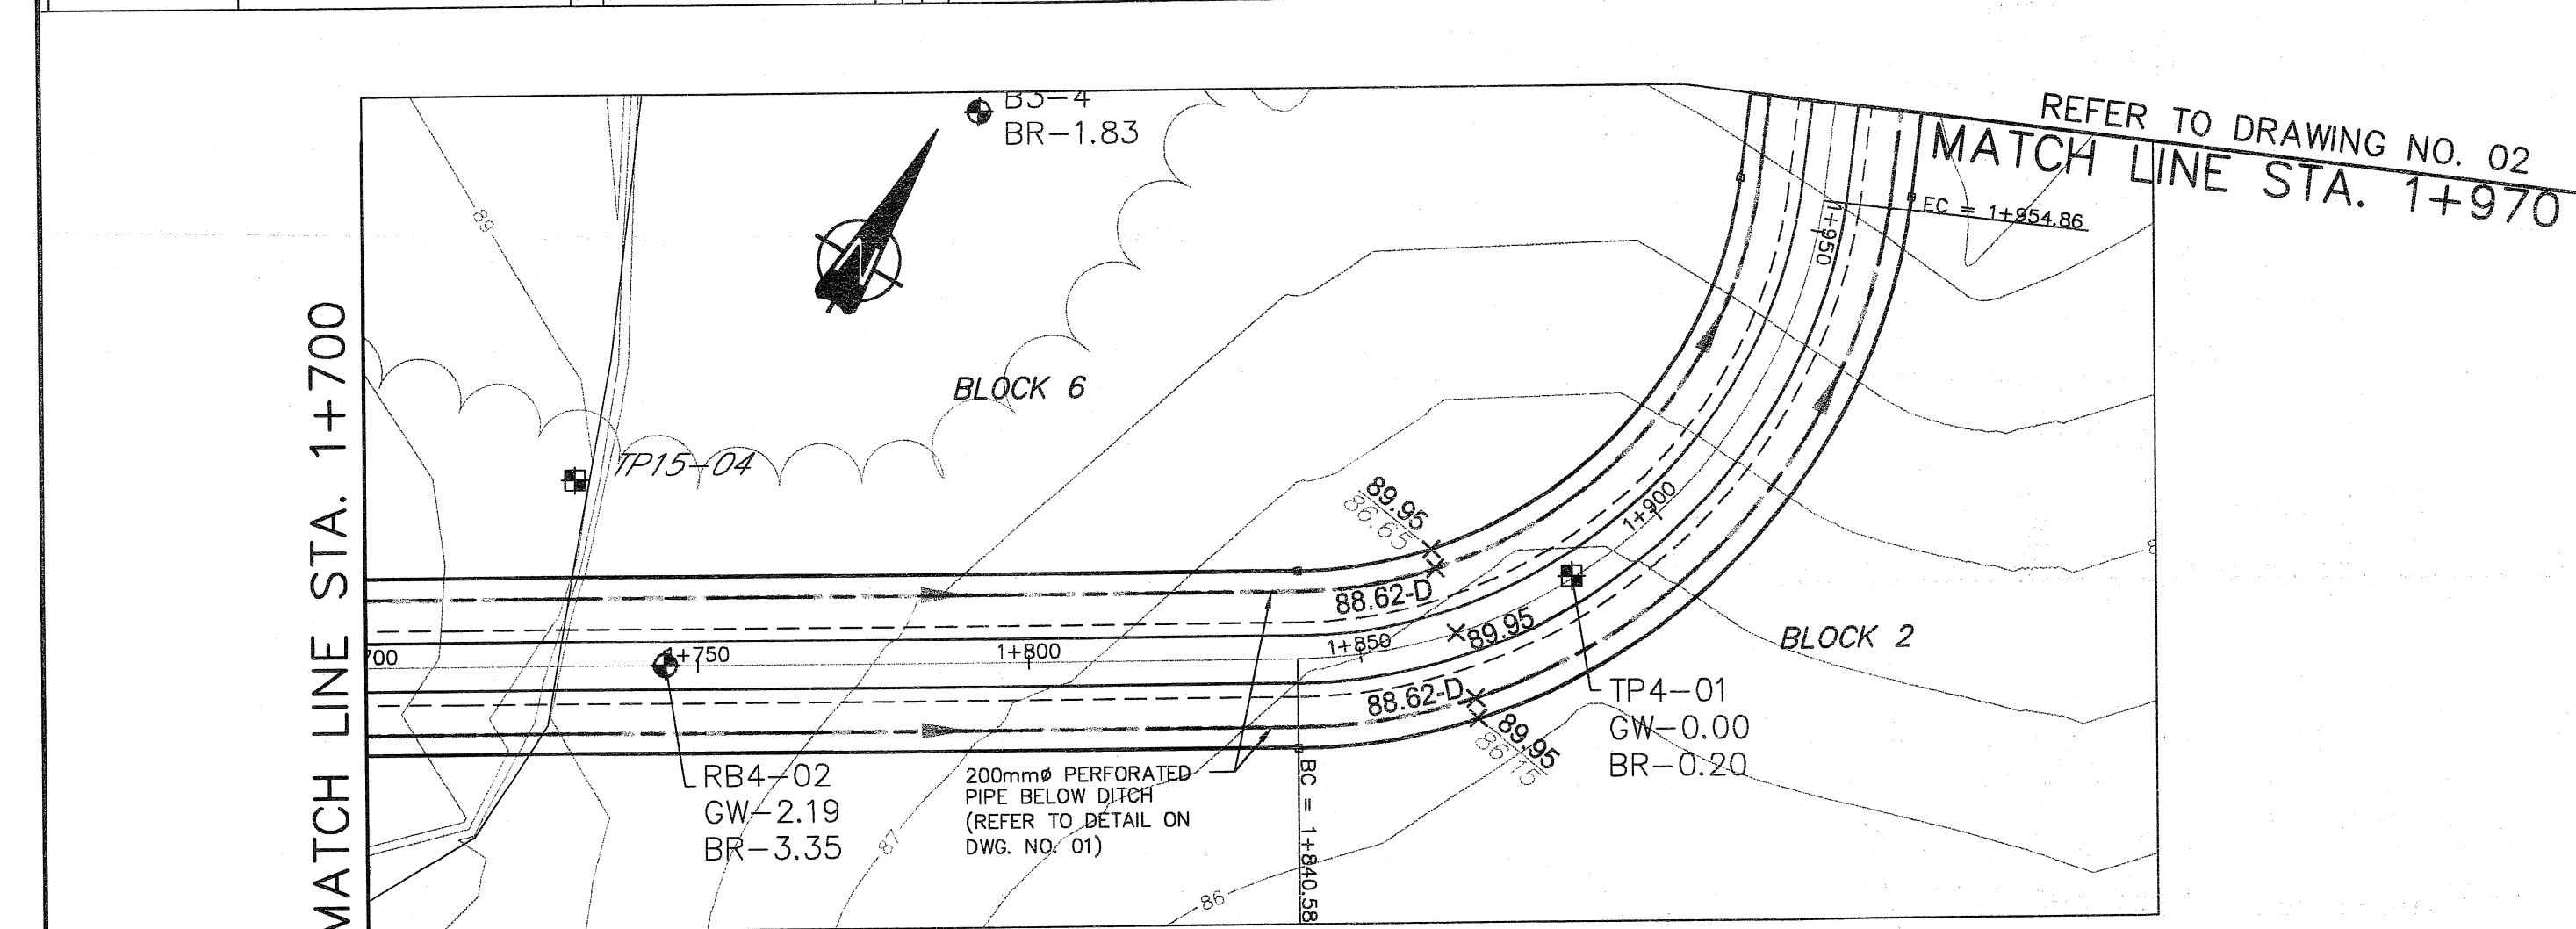 B3-4
BR-1.83
REFER TO DRAWING NO. 02
MATCH LINE STA. 1+970
EC = 1+954.86
1+950
89
N
MATCH LINE STA. 1+700
BLOCK 6
TP15-04
89.95
86.65
1+900
88.62-D
89.95
BLOCK 2
700
1+750
1+800
1+850
88.62-D
89.95
86.15
TP4-01
GW-0.00
BR-0.20
RB4-02
GW-2.19
BR-3.35
200mmø PERFORATED
PIPE BELOW DITCH
(REFER TO DETAIL ON
DWG. NO. 01)
BC = 1+840.58
87
86